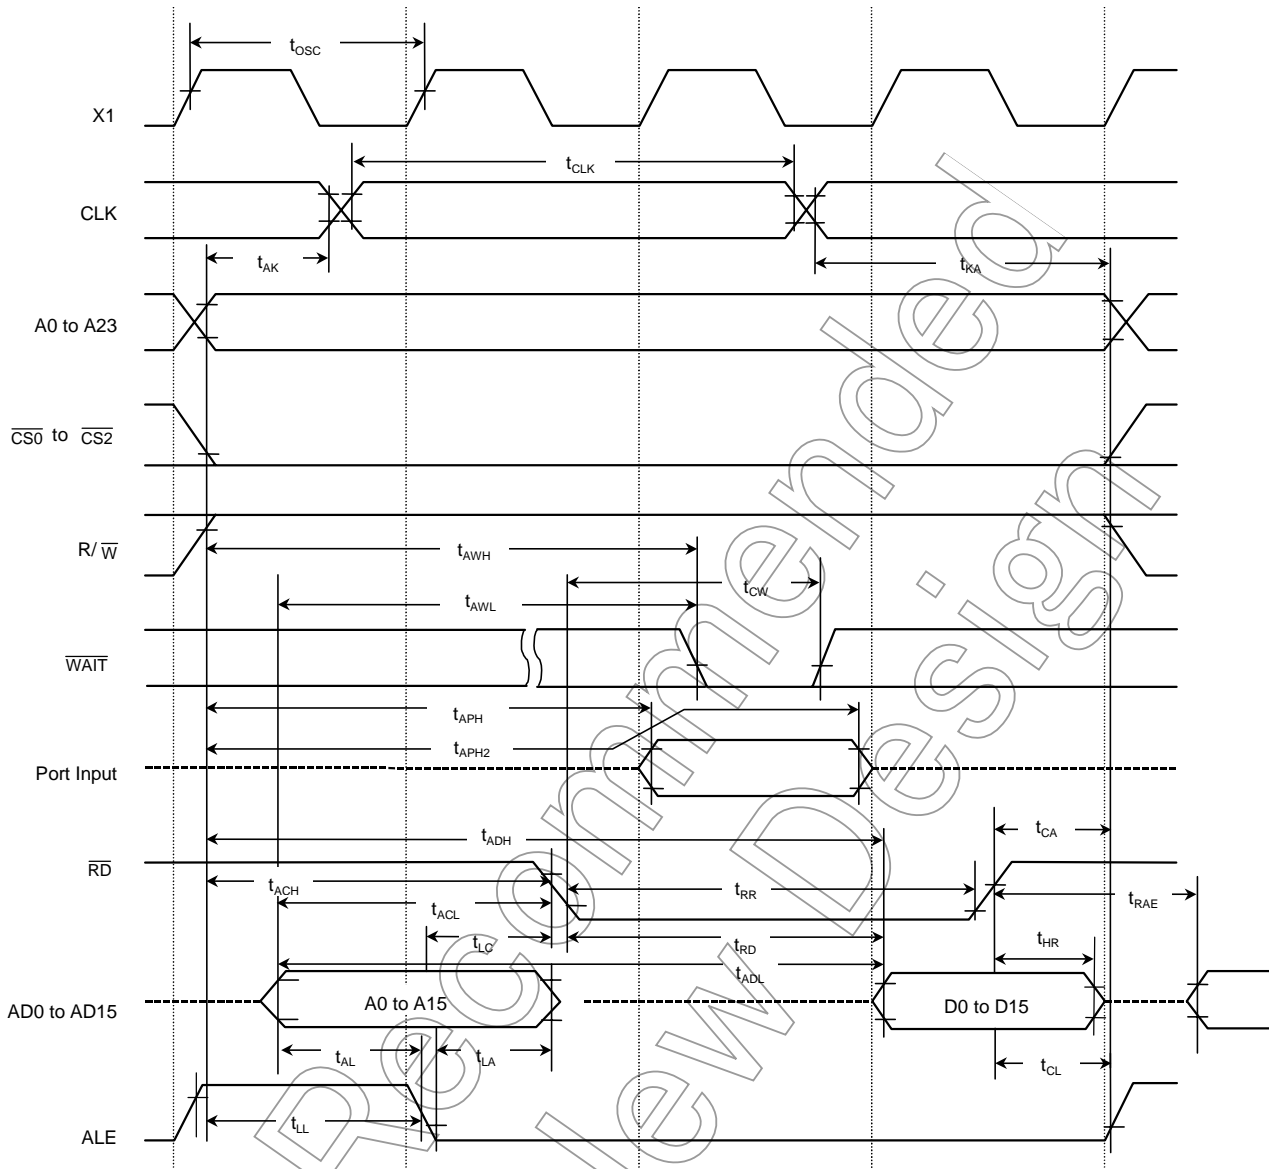 tOSC
X1
tCLK
CLK
tAK
tKA
A0 to A23
CS0 to CS2
R/ W
tAWH
tCW
tAWL
WAIT
tAPH
tAPH2
Port Input
tADH
tCA
RD
tACH
tRR
tRAE
tACL
tLC
tRD
tHR
tADL
AD0 to AD15
A0 to A15
D0 to D15
tAL
tLA
tCL
tLL
ALE
Recommended
New Design